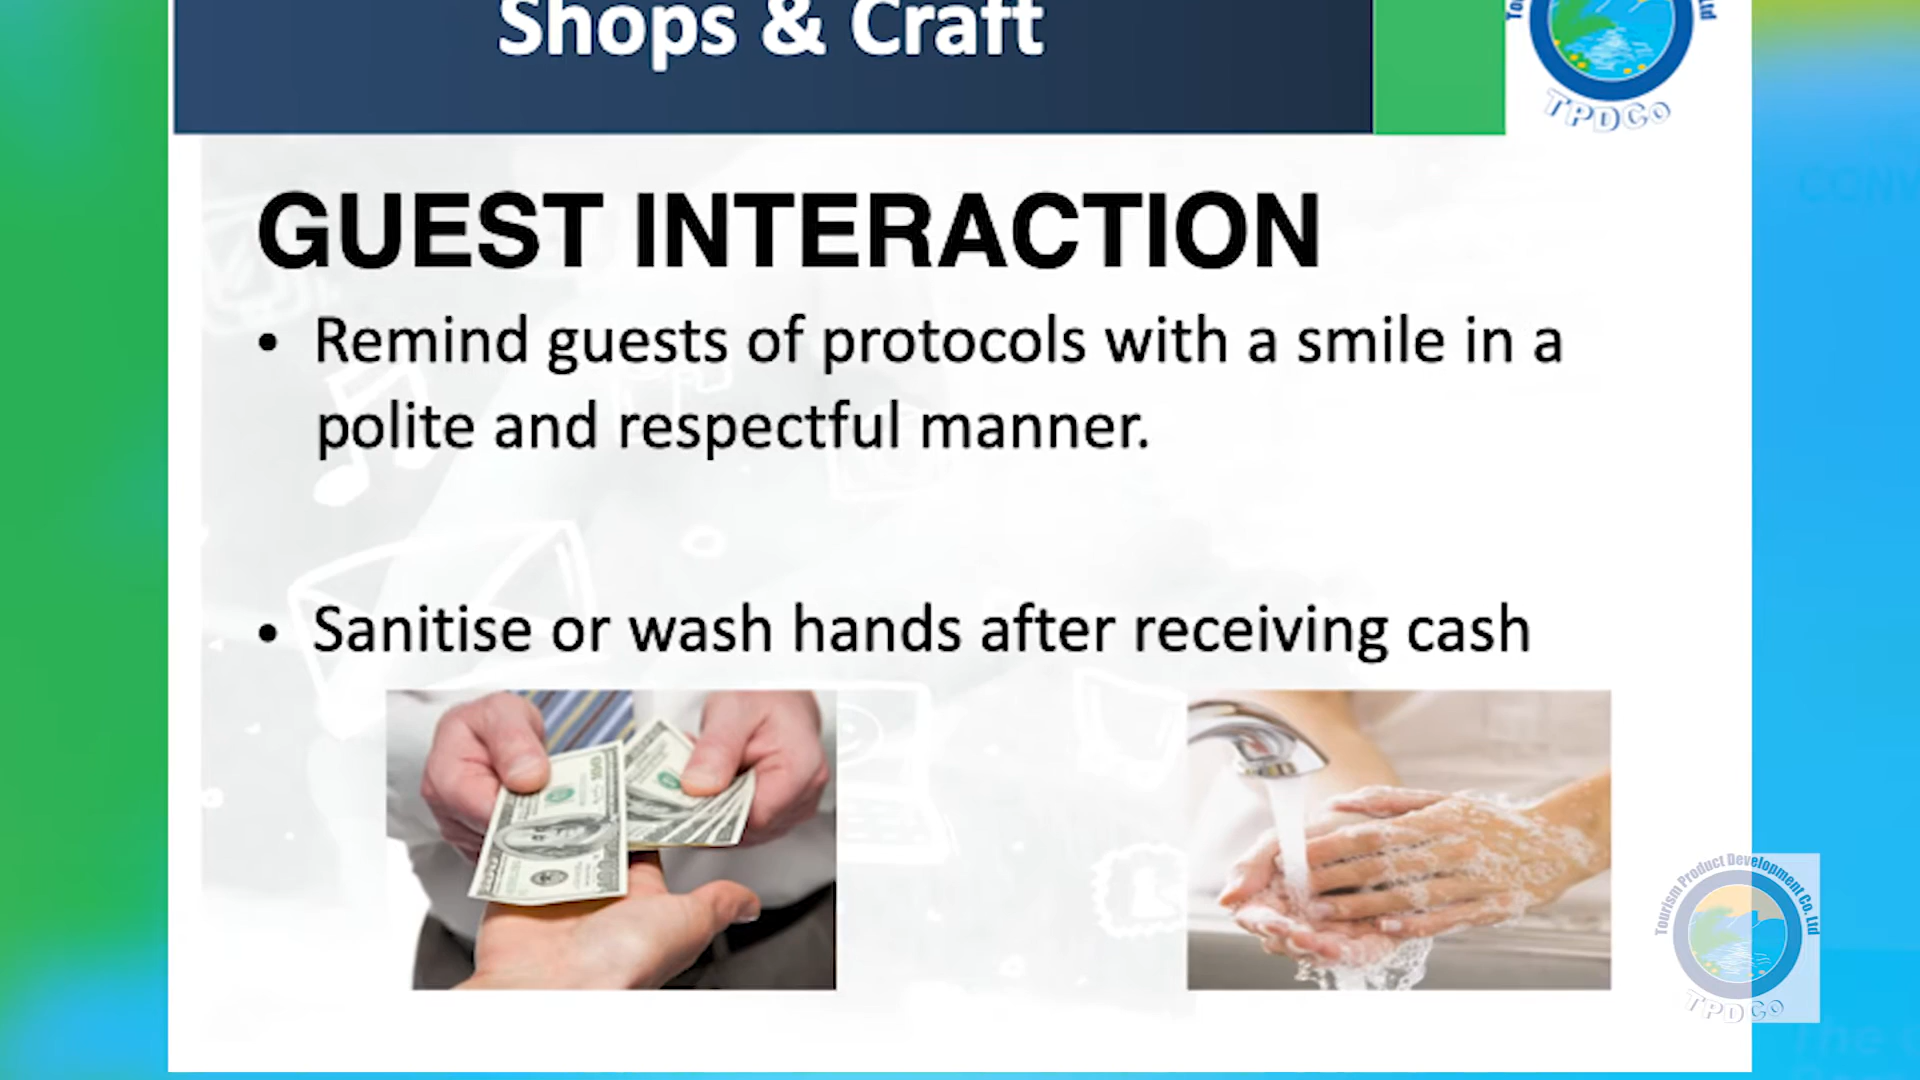 Shops & Craft
TPDCo
GUEST INTERACTION
• Remind guests of protocols with a smile in a
polite and respectful manner.
• Sanitise or wash hands after receiving cash
Tourism Product Development Co. Ltd
TPDCo